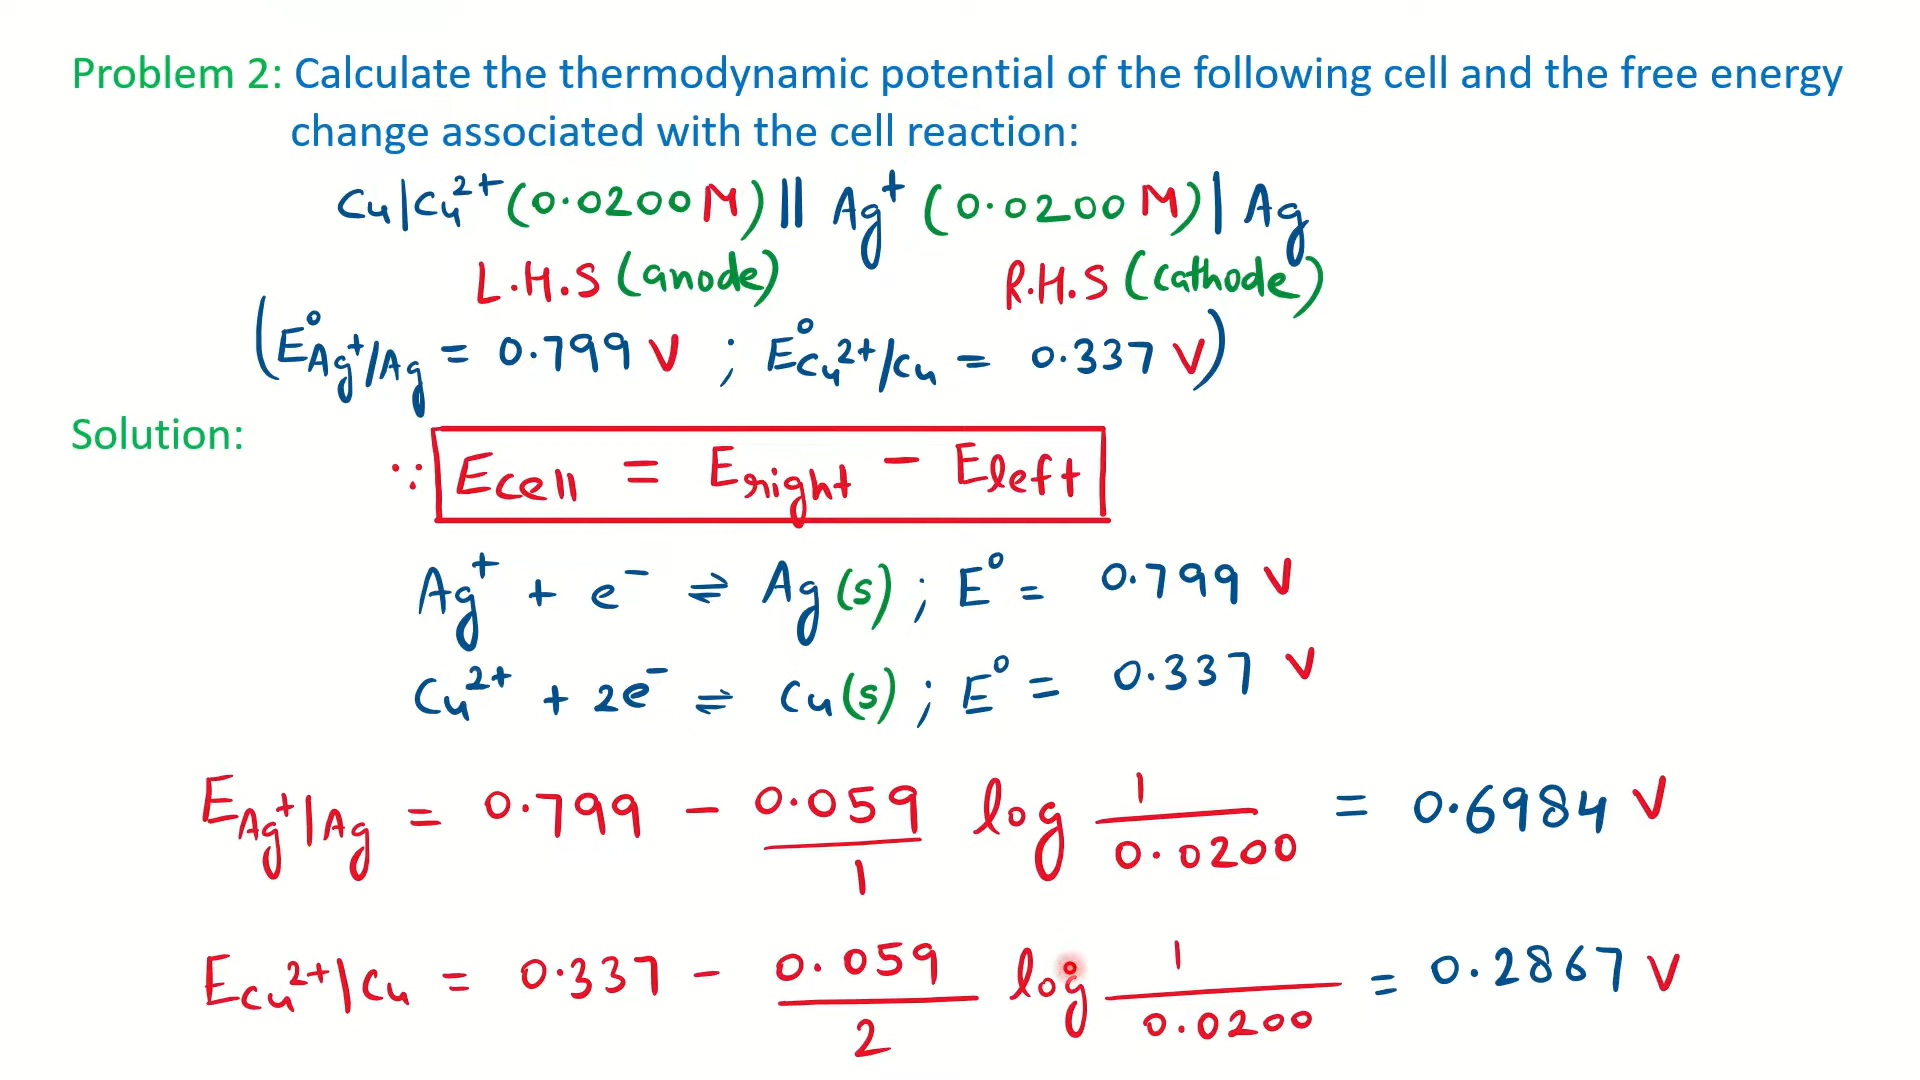 Problem 2: Calculate the thermodynamic potential of the following cell and the free energy
change associated with the cell reaction:
Cu|Cu²⁺ (0.0200 M) || Ag⁺ (0.0200 M) | Ag
L.H.S (anode) R.H.S (cathode)
(E°Ag⁺/Ag = 0.799 V ; E°Cu²⁺/Cu = 0.337 V)
Solution:
∵ Ecell = Eright - Eleft
Ag⁺ + e⁻ ⇌ Ag(s) ; E° = 0.799 V
Cu²⁺ + 2e⁻ ⇌ Cu(s) ; E° = 0.337 V
EAg⁺|Ag = 0.799 - 0.059/1 log 1/0.0200 = 0.6984 V
ECu²⁺|Cu = 0.337 - 0.059/2 log 1/0.0200 = 0.2867 V